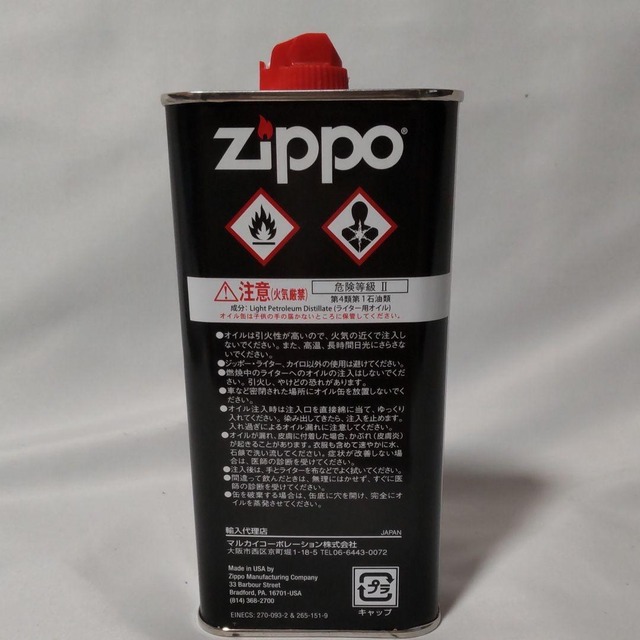 zippo®
注意(火気厳禁)
危険等級 II
第4類第1石油類
成分: Light Petroleum Distillate (ライター用オイル)
オイル缶は子供の手の届かないところに保管してください。
●オイルは引火性が高いので、火気の近くで注入し
ないでください。また、高温、長時間日光にさらさな
いでください。
●ジッポー・ライター、カイロ以外の使用は避けてください。
●燃焼中のライターへのオイルの注入はしないでくだ
さい。引火し、やけどの恐れがあります。
●車など密閉された場所にオイル缶を放置しないでく
ださい。
●オイル注入時は注入口を直接綿に当て、ゆっくり
入れてください。染み出してきたら、注入を止めます。
入れ過ぎによるオイル漏れに注意してください。
●オイルが漏れ、皮膚に付着した場合、かぶれ(皮膚炎)
が起きることがあります。衣服も含めて速やかに水、
石鹸で洗い流してください。症状が改善しない場
合は、医師の診断を受けてください。
●注入後は、手とライターを布などでよく拭いてください。
●間違って飲んだときは、無理にはかせず、すぐに医
師の診断を受けてください。
●缶を破棄する場合は、缶底に穴を開け、完全にオ
イルを蒸発させてください。
輸入代理店 JAPAN
マルカイコーポレーション株式会社
大阪市西区京町堀1-18-5 TEL06-6443-0072
Made in USA by
Zippo Manufacturing Company
33 Barbour Street
Bradford, PA. 16701-USA
(814) 368-2700
EINECS: 270-093-2 & 265-151-9
プラ
キャップ